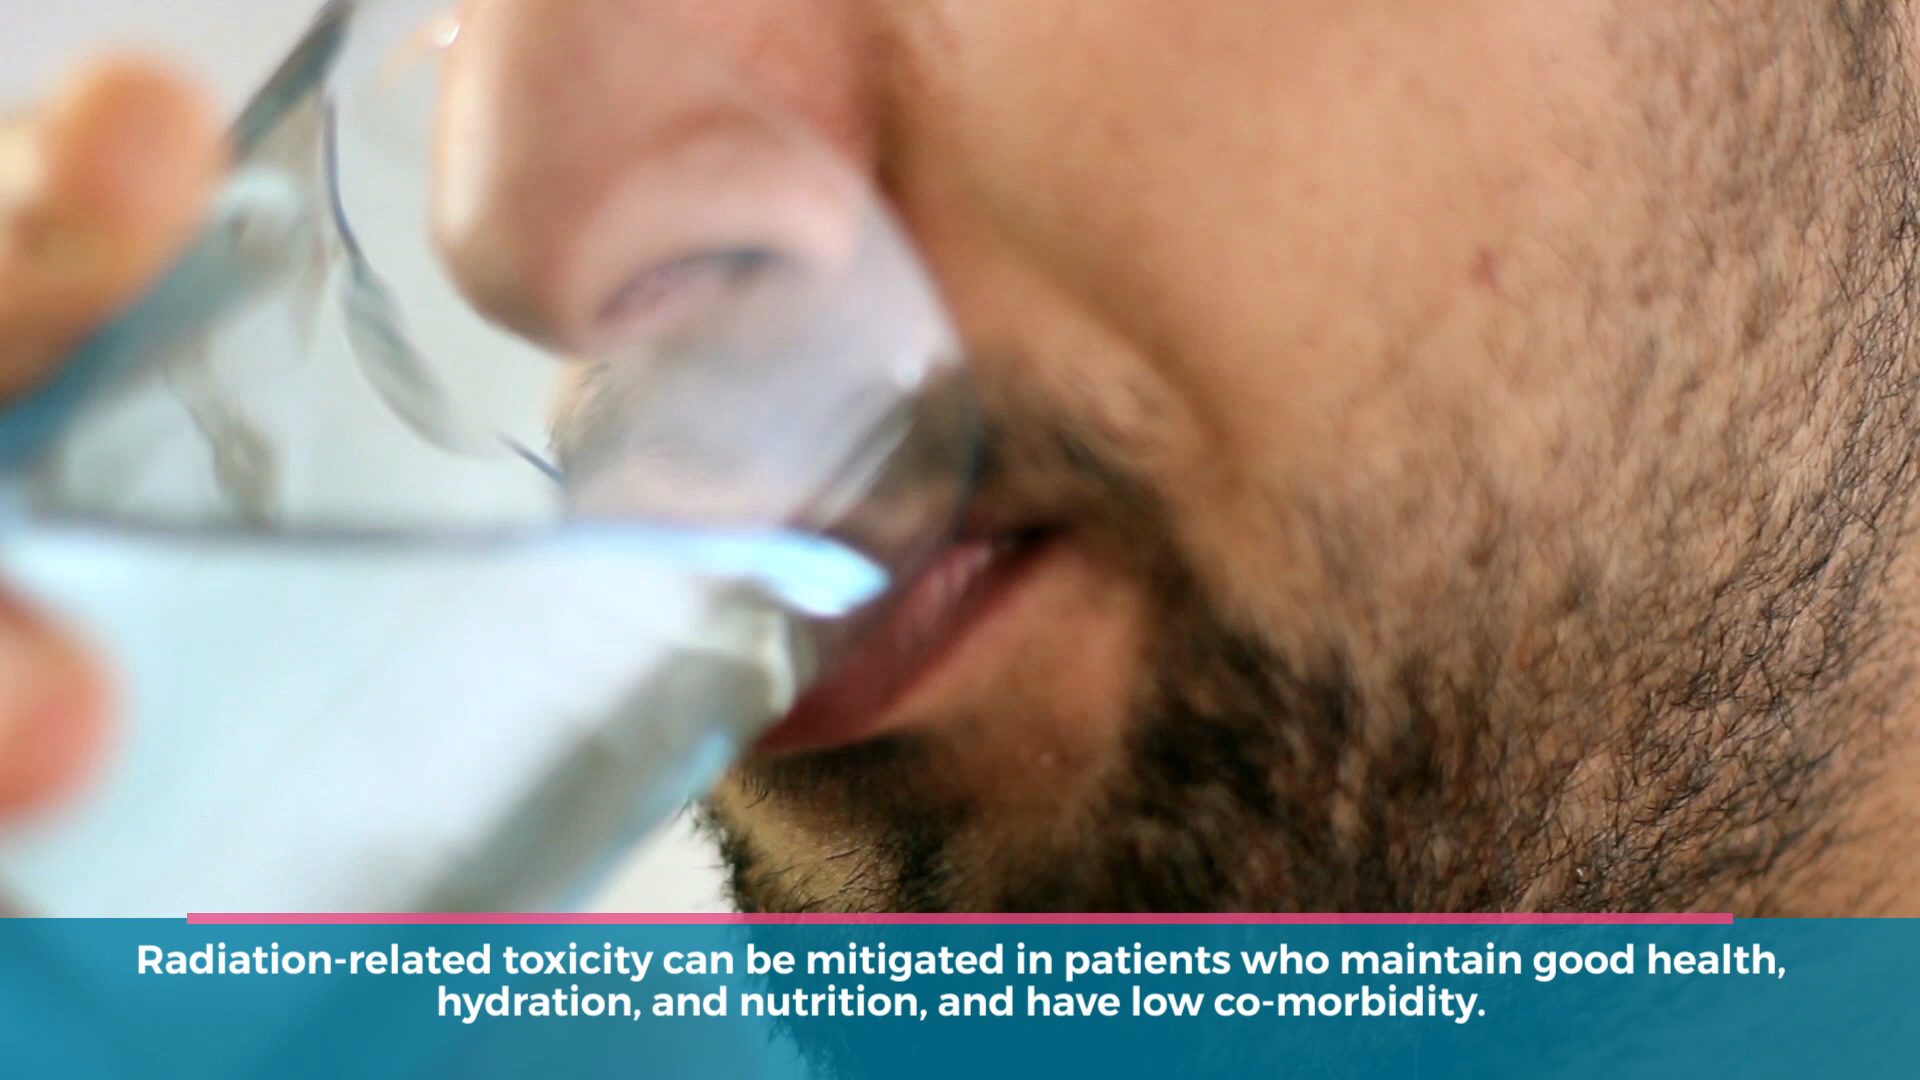 Radiation-related toxicity can be mitigated in patients who maintain good health,
hydration, and nutrition, and have low co-morbidity.